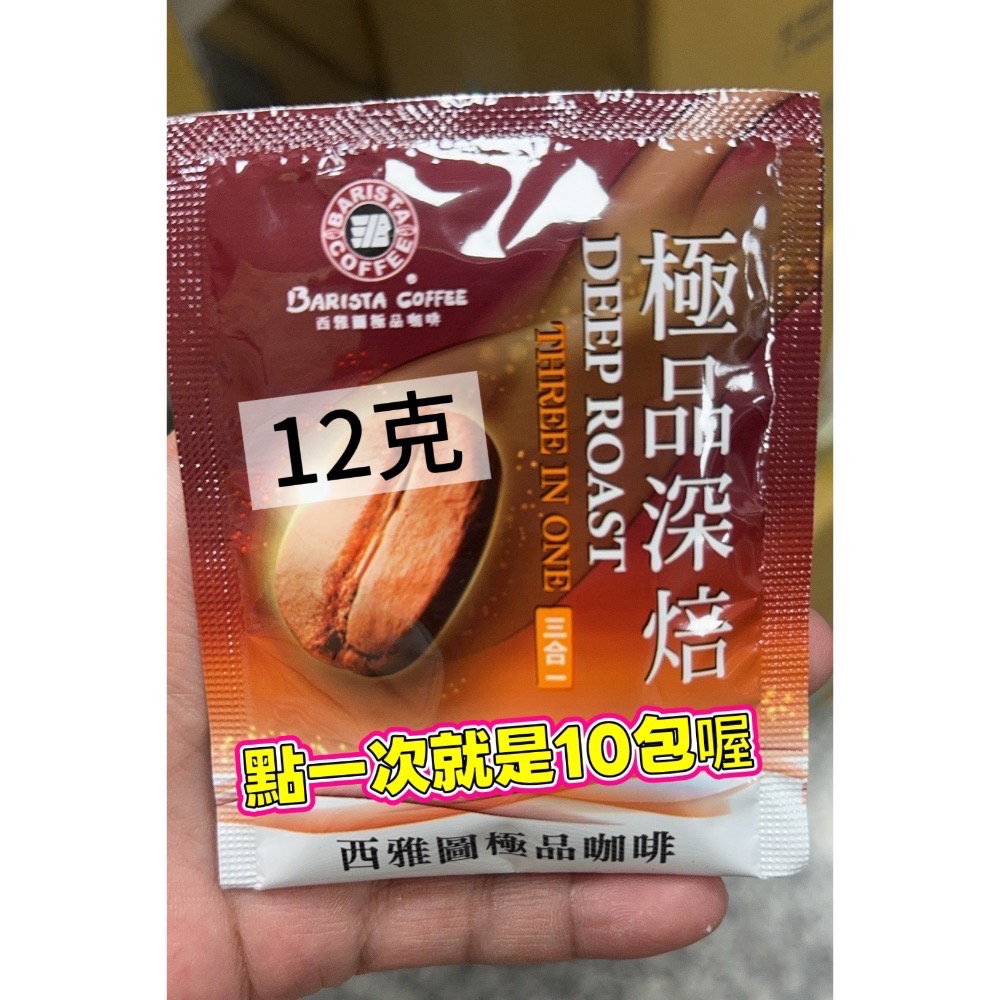 BARISTA COFFEE
BARISTA COFFEE
西雅圖極品咖啡
極品深焙
DEEP ROAST
THREE IN ONE 三合一
12克
點一次就是10包喔
西雅圖極品咖啡